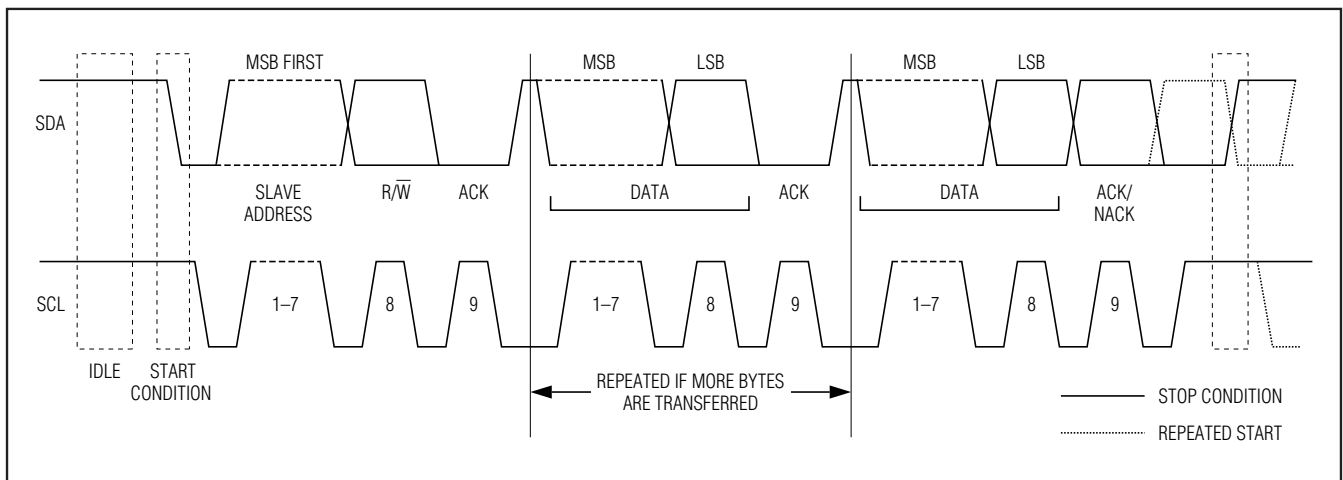 MSB FIRST
MSB
LSB
MSB
LSB
SDA
SLAVE
ADDRESS
R/W̅
ACK
DATA
ACK
DATA
ACK/
NACK
SCL
1–7
8
9
1–7
8
9
1–7
8
9
IDLE
START
CONDITION
REPEATED IF MORE BYTES
ARE TRANSFERRED
STOP CONDITION
REPEATED START